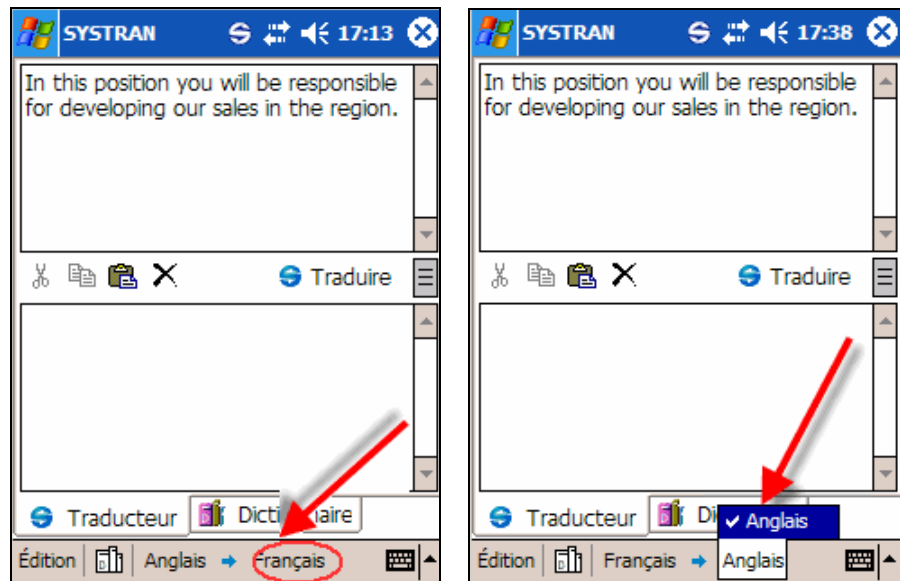 SYSTRAN 17:13
In this position you will be responsible
for developing our sales in the region.
Traduire
Traducteur
Édition Anglais Français
SYSTRAN 17:38
In this position you will be responsible
for developing our sales in the region.
Traduire
Traducteur
Anglais
Édition Français Anglais